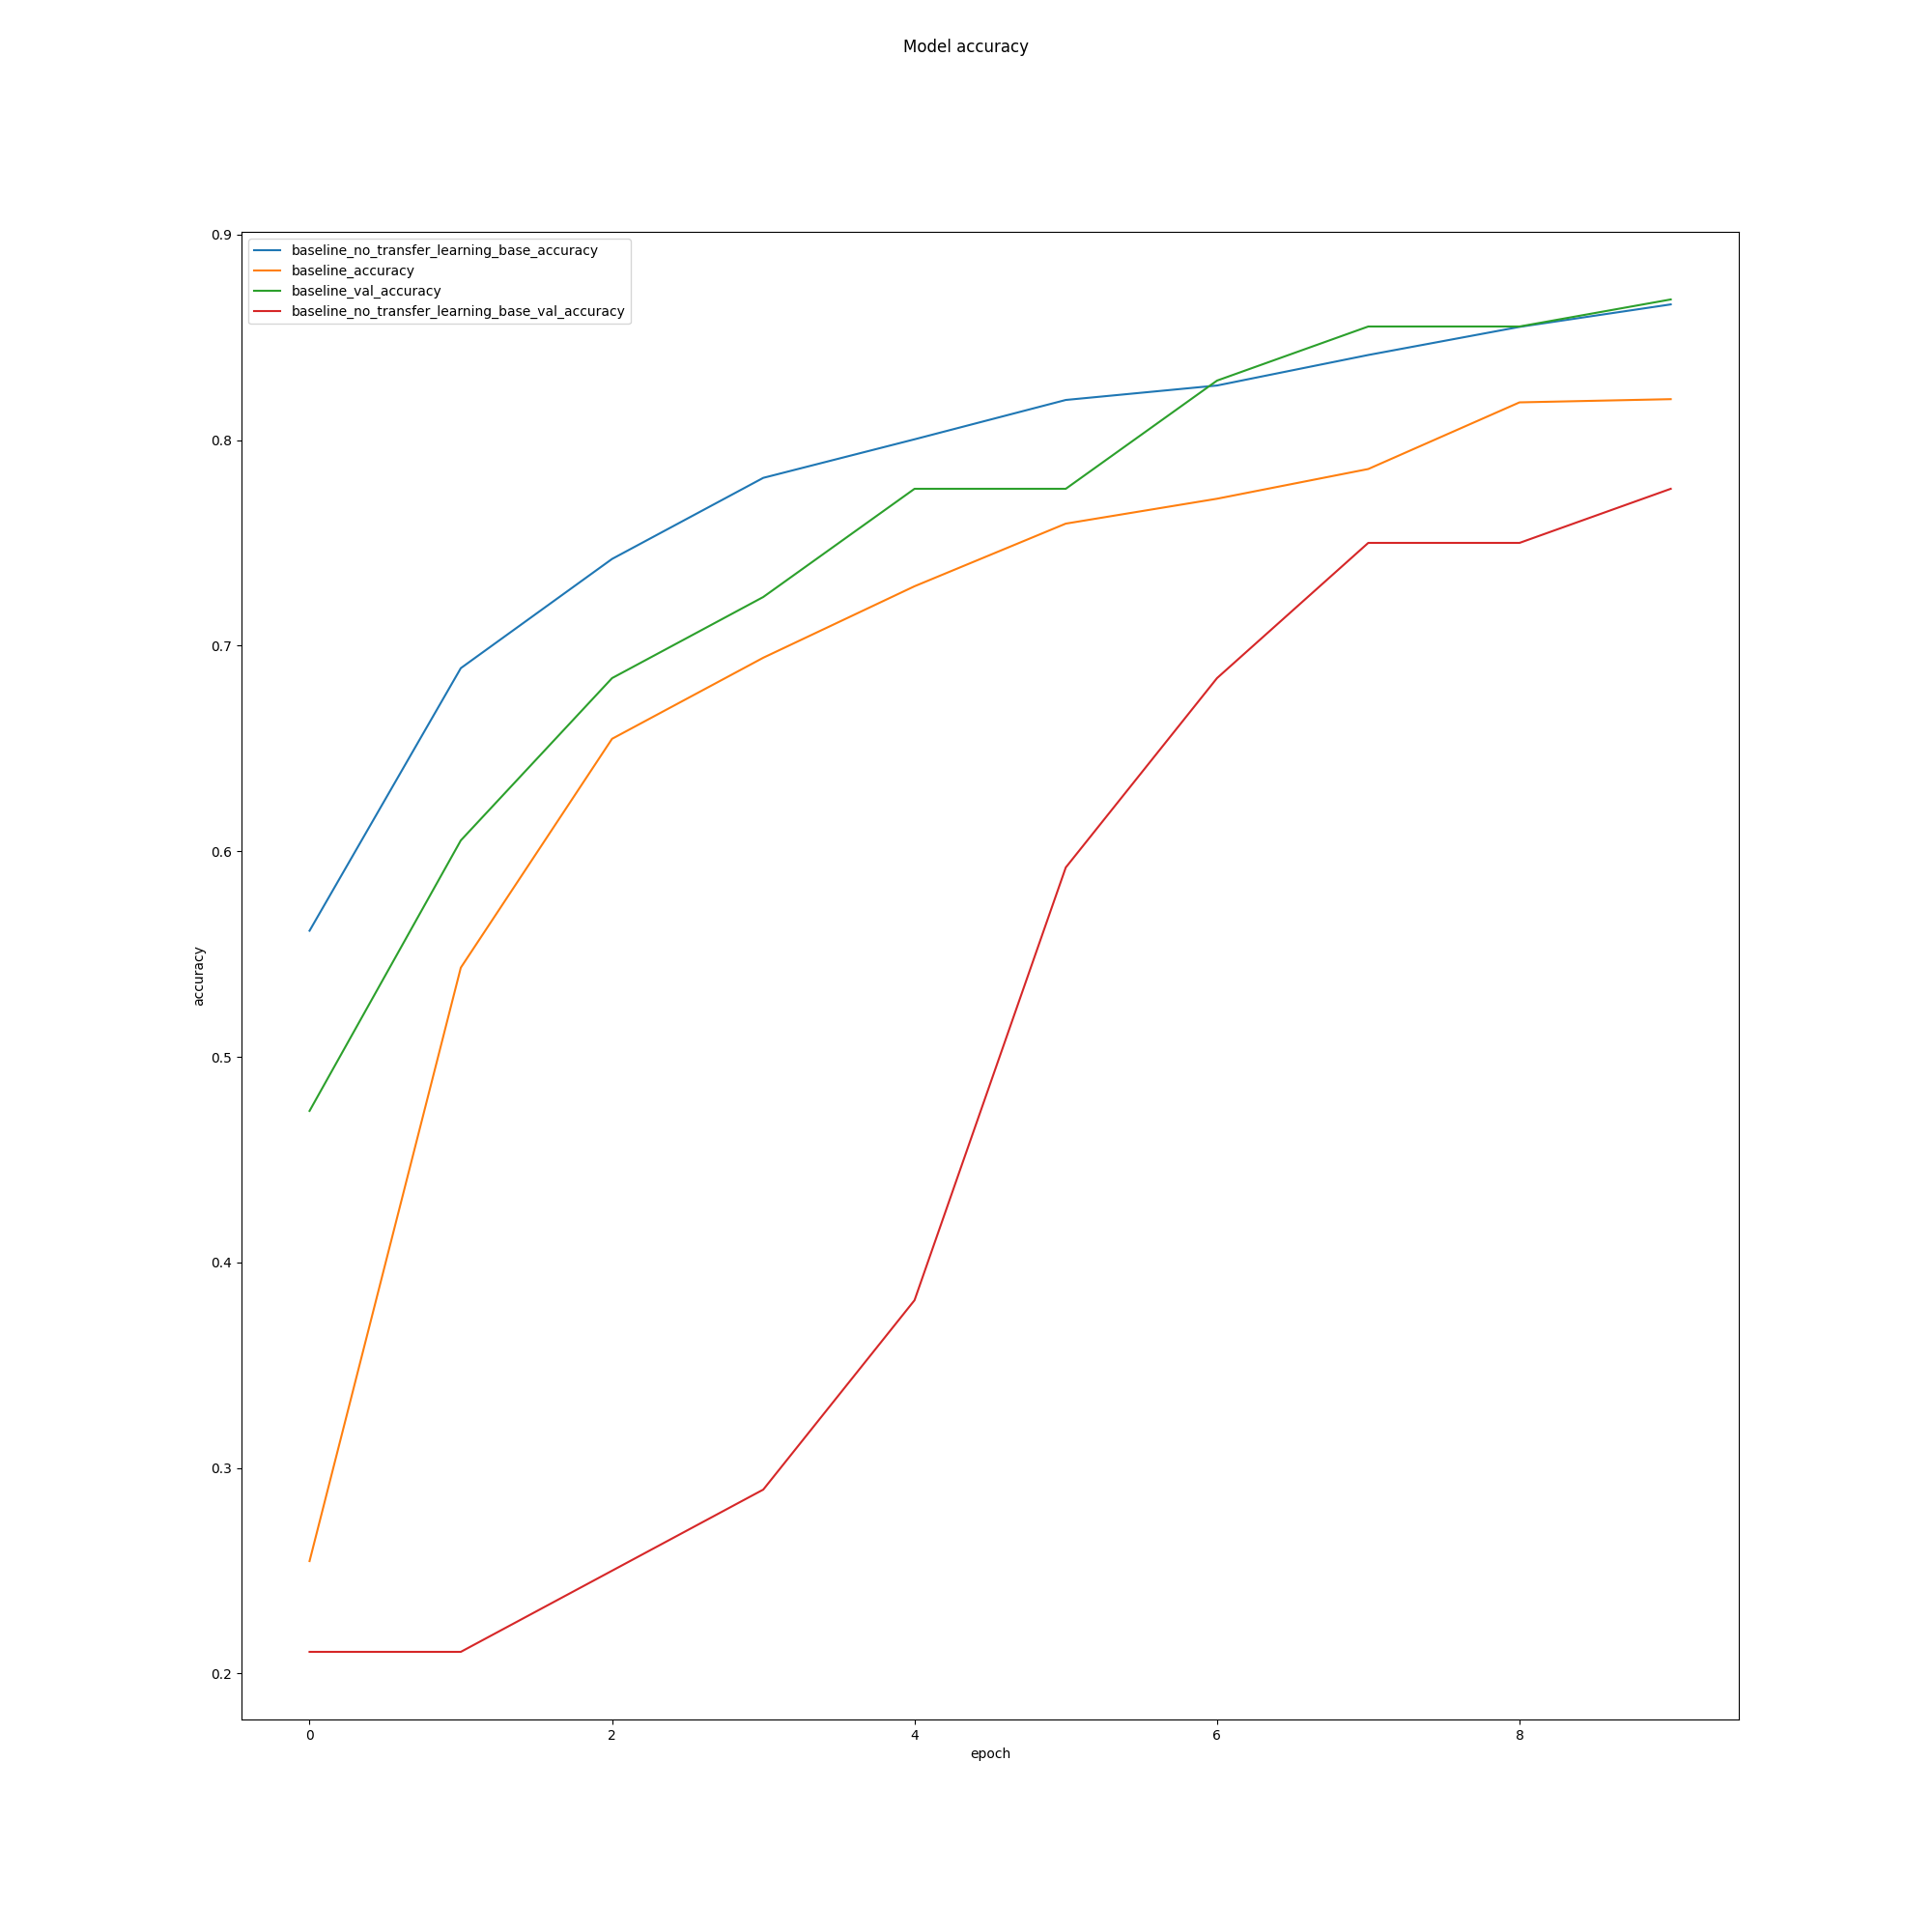 Model accuracy
baseline_no_transfer_learning_base_accuracy
baseline_accuracy
baseline_val_accuracy
baseline_no_transfer_learning_base_val_accuracy
0.9
0.8
0.7
0.6
0.5
0.4
0.3
0.2
accuracy
0 2 4 6 8
epoch